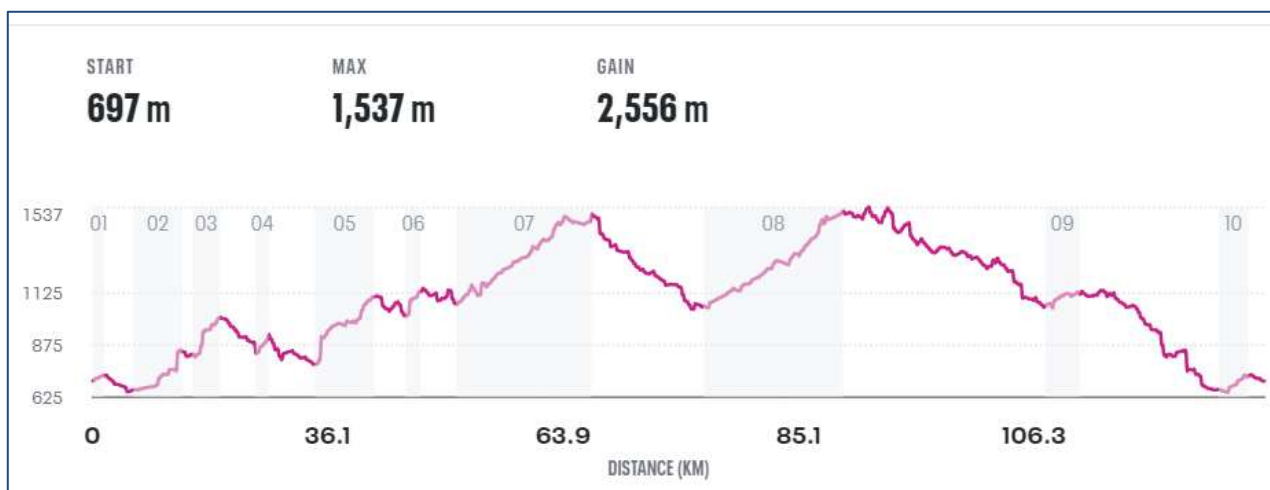 START MAX GAIN
697 m 1,537 m 2,556 m
1537
01 02 03 04 05 06 07 08 09 10
1125
875
625
0 36.1 63.9 85.1 106.3
DISTANCE (KM)